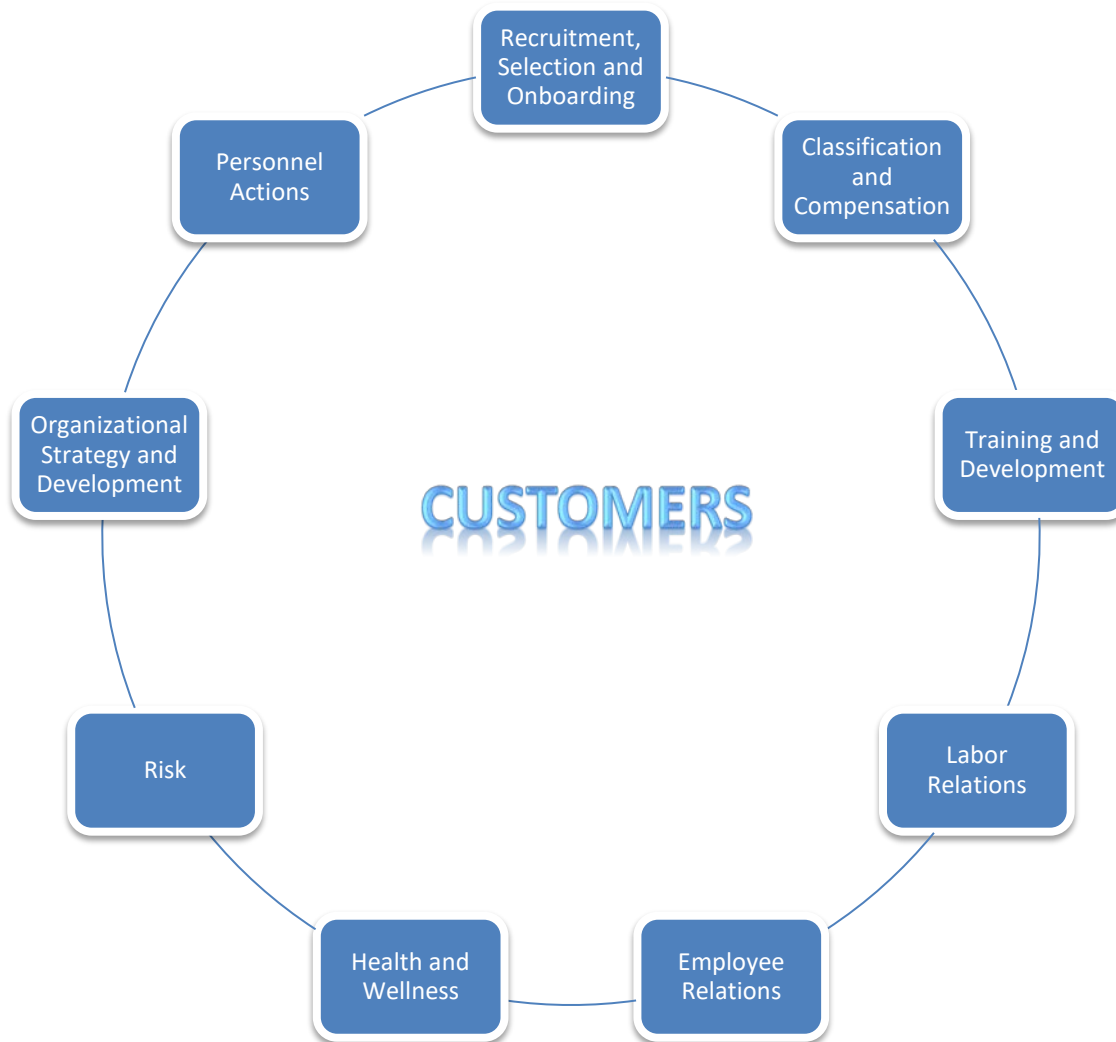 Recruitment,
Selection and
Onboarding
Classification
and
Compensation
Training and
Development
Labor
Relations
Employee
Relations
Health and
Wellness
Risk
Organizational
Strategy and
Development
Personnel
Actions
CUSTOMERS